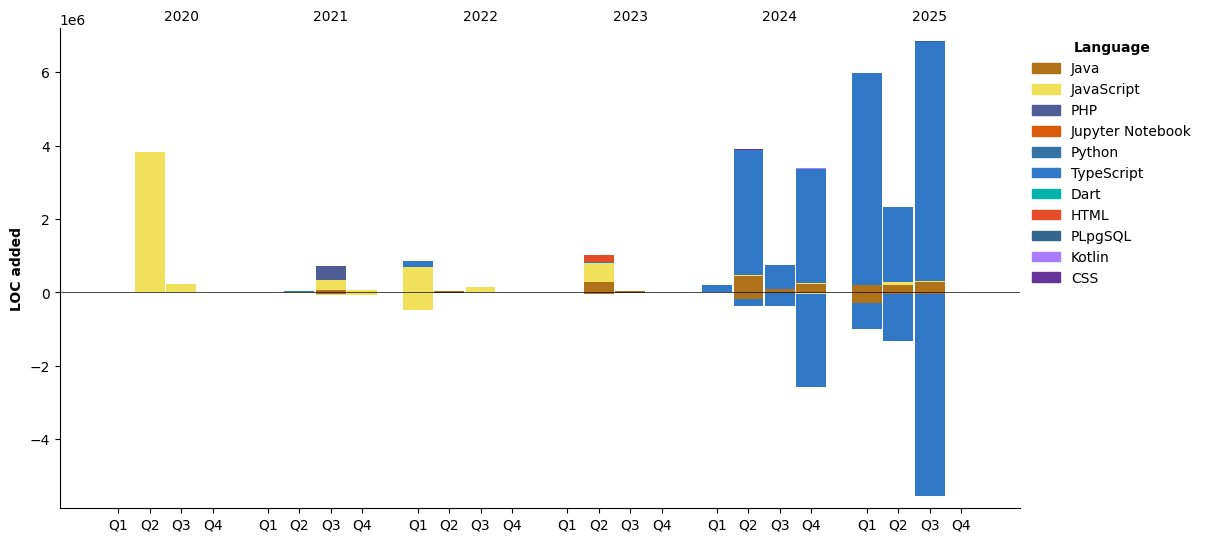 1e6
2020 2021 2022 2023 2024 2025
LOC added
6
4
2
0
−2
−4
Q1 Q2 Q3 Q4 Q1 Q2 Q3 Q4 Q1 Q2 Q3 Q4 Q1 Q2 Q3 Q4 Q1 Q2 Q3 Q4 Q1 Q2 Q3 Q4
Language
Java
JavaScript
PHP
Jupyter Notebook
Python
TypeScript
Dart
HTML
PLpgSQL
Kotlin
CSS